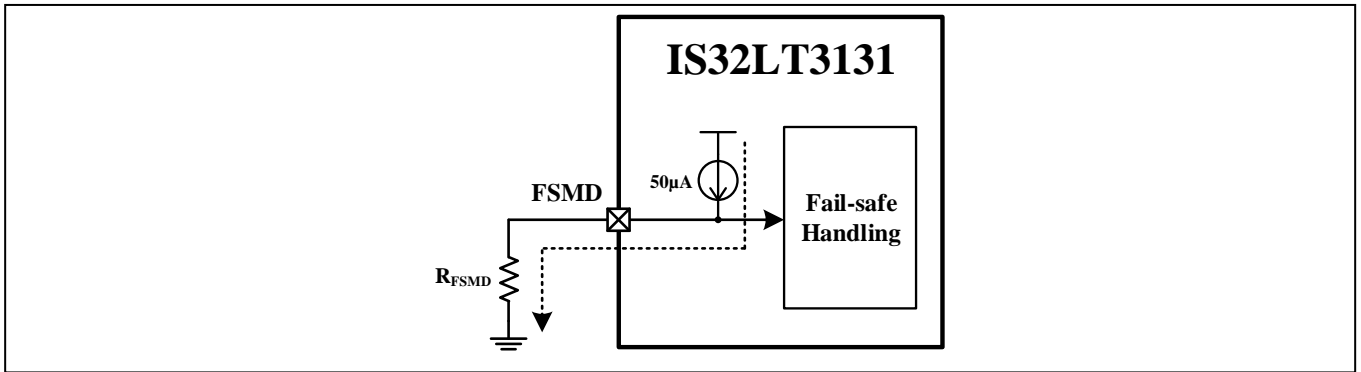 IS32LT3131
50µA
FSMD
Fail-safe
Handling
RFSMD